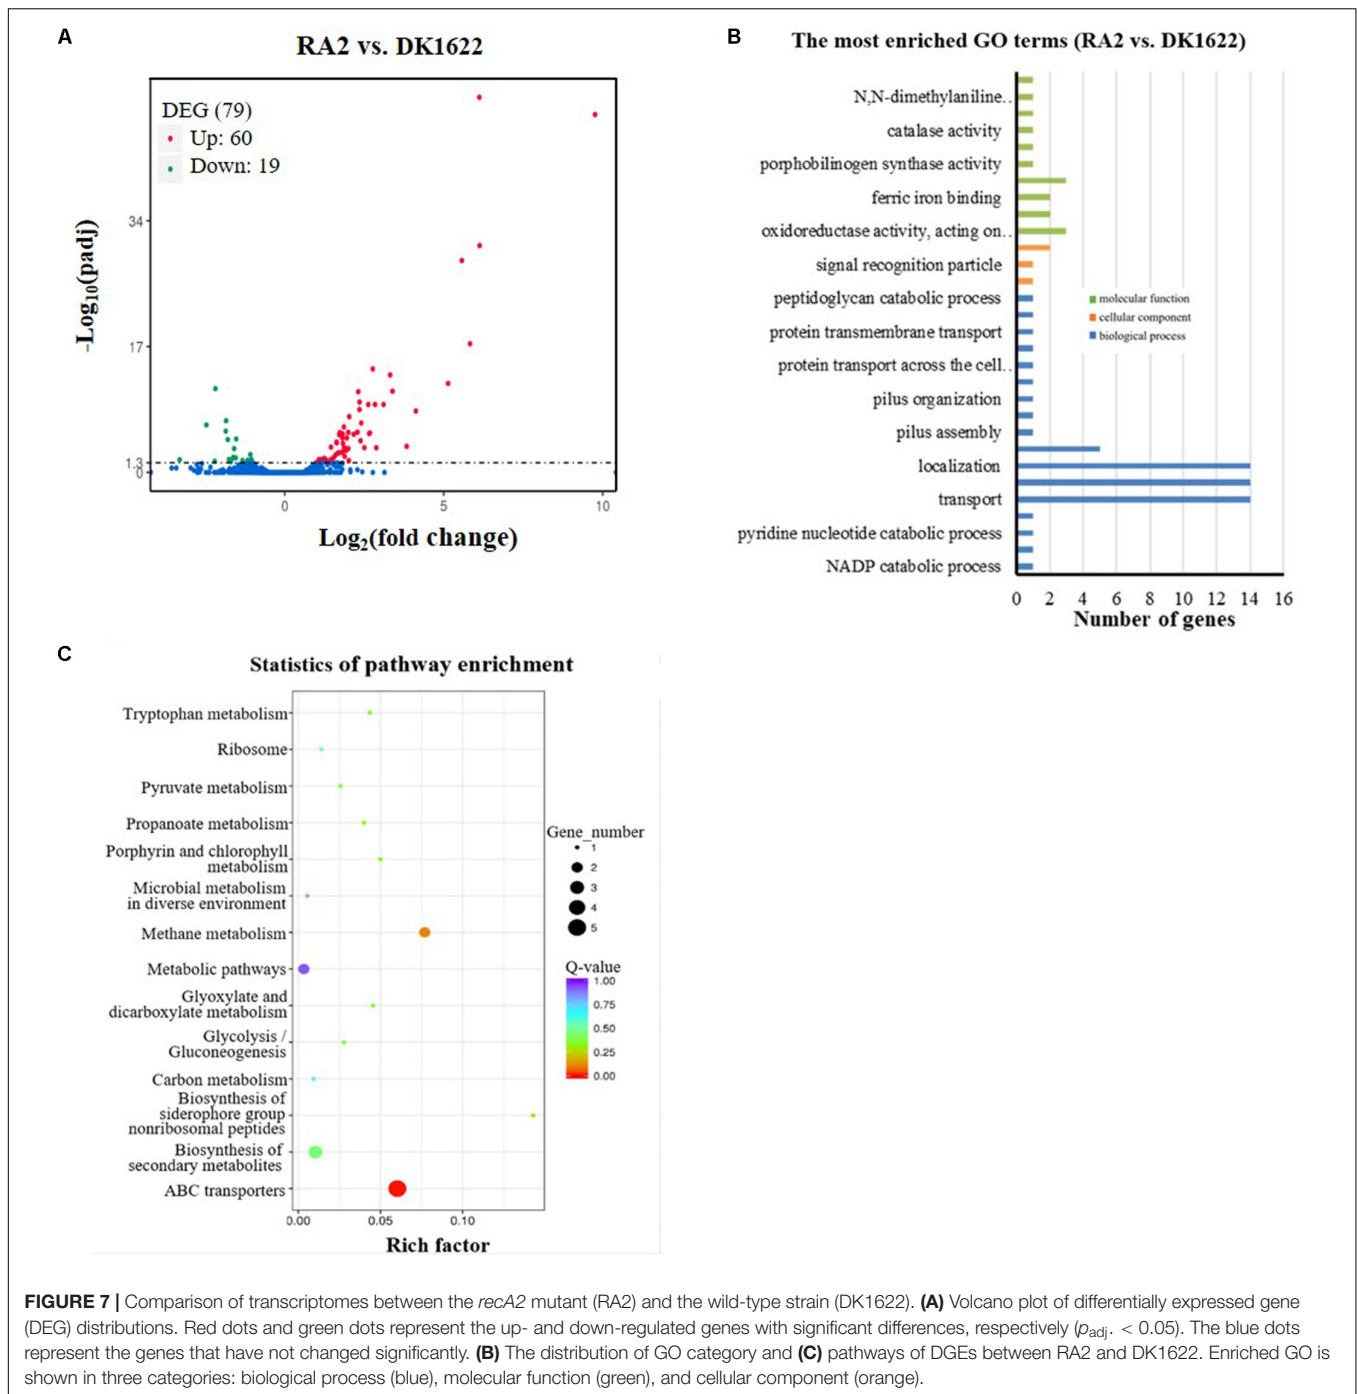 A
RA2 vs. DK1622
DEG (79)
Up: 60
Down: 19
34
17
1.3
0
-Log10(padj)
0 5 10
Log2(fold change)
B
The most enriched GO terms (RA2 vs. DK1622)
N,N-dimethylaniline..
catalase activity
porphobilinogen synthase activity
ferric iron binding
oxidoreductase activity, acting on..
signal recognition particle
peptidoglycan catabolic process
protein transmembrane transport
protein transport across the cell..
pilus organization
pilus assembly
localization
transport
pyridine nucleotide catabolic process
NADP catabolic process
molecular function
cellular component
biological process
0 2 4 6 8 10 12 14 16
Number of genes
C
Statistics of pathway enrichment
Tryptophan metabolism
Ribosome
Pyruvate metabolism
Propanoate metabolism
Porphyrin and chlorophyll
metabolism
Microbial metabolism
in diverse environment
Methane metabolism
Metabolic pathways
Glyoxylate and
dicarboxylate metabolism
Glycolysis /
Gluconeogenesis
Carbon metabolism
Biosynthesis of
siderophore group
nonribosomal peptides
Biosynthesis of
secondary metabolites
ABC transporters
0.00 0.05 0.10
Rich factor
Gene_number
1
2
3
4
5
Q-value
1.00
0.75
0.50
0.25
0.00
FIGURE 7 | Comparison of transcriptomes between the recA2 mutant (RA2) and the wild-type strain (DK1622). (A) Volcano plot of differentially expressed gene
(DEG) distributions. Red dots and green dots represent the up- and down-regulated genes with significant differences, respectively (padj. < 0.05). The blue dots
represent the genes that have not changed significantly. (B) The distribution of GO category and (C) pathways of DGEs between RA2 and DK1622. Enriched GO is
shown in three categories: biological process (blue), molecular function (green), and cellular component (orange).